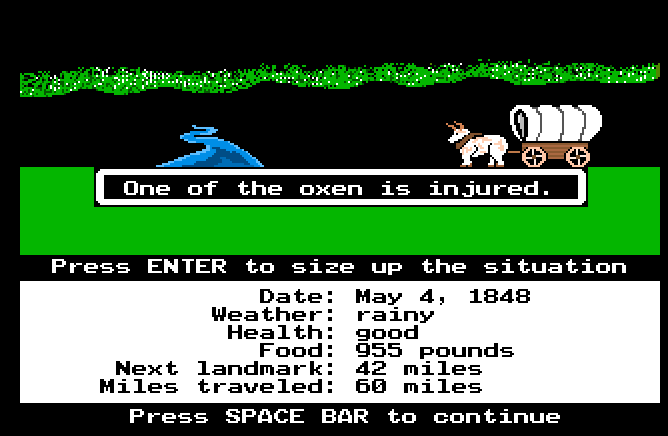 One of the oxen is injured.
Press ENTER to size up the situation
Date: May 4, 1848
Weather: rainy
Health: good
Food: 955 pounds
Next landmark: 42 miles
Miles traveled: 60 miles
Press SPACE BAR to continue